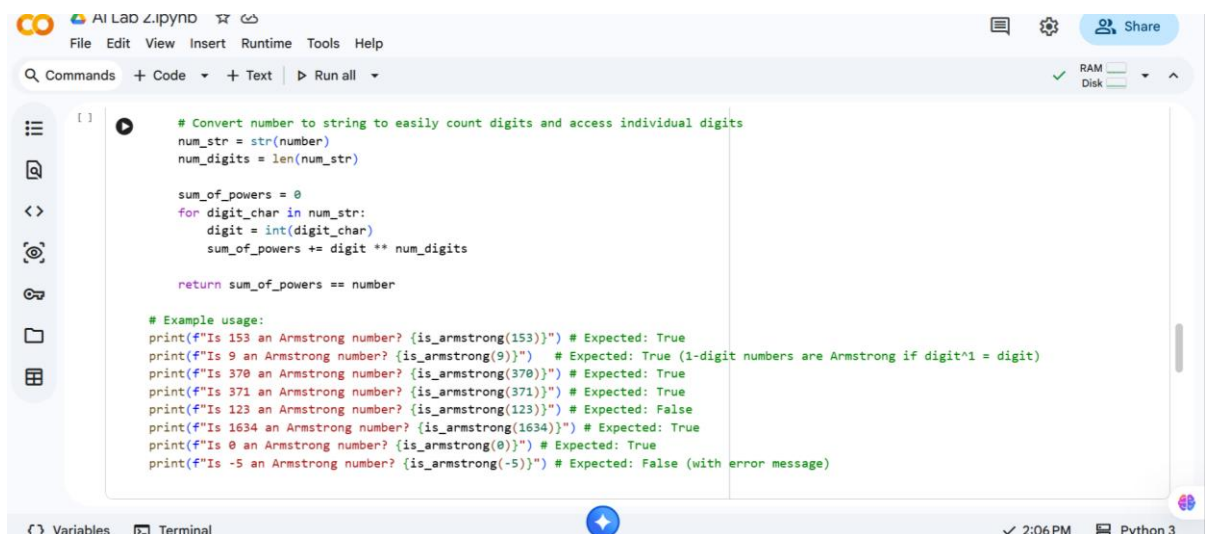 AI Lab 2.ipynb
File Edit View Insert Runtime Tools Help
Share
Commands + Code + Text Run all
RAM
Disk
[ ]
# Convert number to string to easily count digits and access individual digits
num_str = str(number)
num_digits = len(num_str)
sum_of_powers = 0
for digit_char in num_str:
digit = int(digit_char)
sum_of_powers += digit ** num_digits
return sum_of_powers == number
# Example usage:
print(f"Is 153 an Armstrong number? {is_armstrong(153)}") # Expected: True
print(f"Is 9 an Armstrong number? {is_armstrong(9)}") # Expected: True (1-digit numbers are Armstrong if digit^1 = digit)
print(f"Is 370 an Armstrong number? {is_armstrong(370)}") # Expected: True
print(f"Is 371 an Armstrong number? {is_armstrong(371)}") # Expected: True
print(f"Is 123 an Armstrong number? {is_armstrong(123)}") # Expected: False
print(f"Is 1634 an Armstrong number? {is_armstrong(1634)}") # Expected: True
print(f"Is 0 an Armstrong number? {is_armstrong(0)}") # Expected: True
print(f"Is -5 an Armstrong number? {is_armstrong(-5)}") # Expected: False (with error message)
{} Variables Terminal
✓ 2:06 PM Python 3